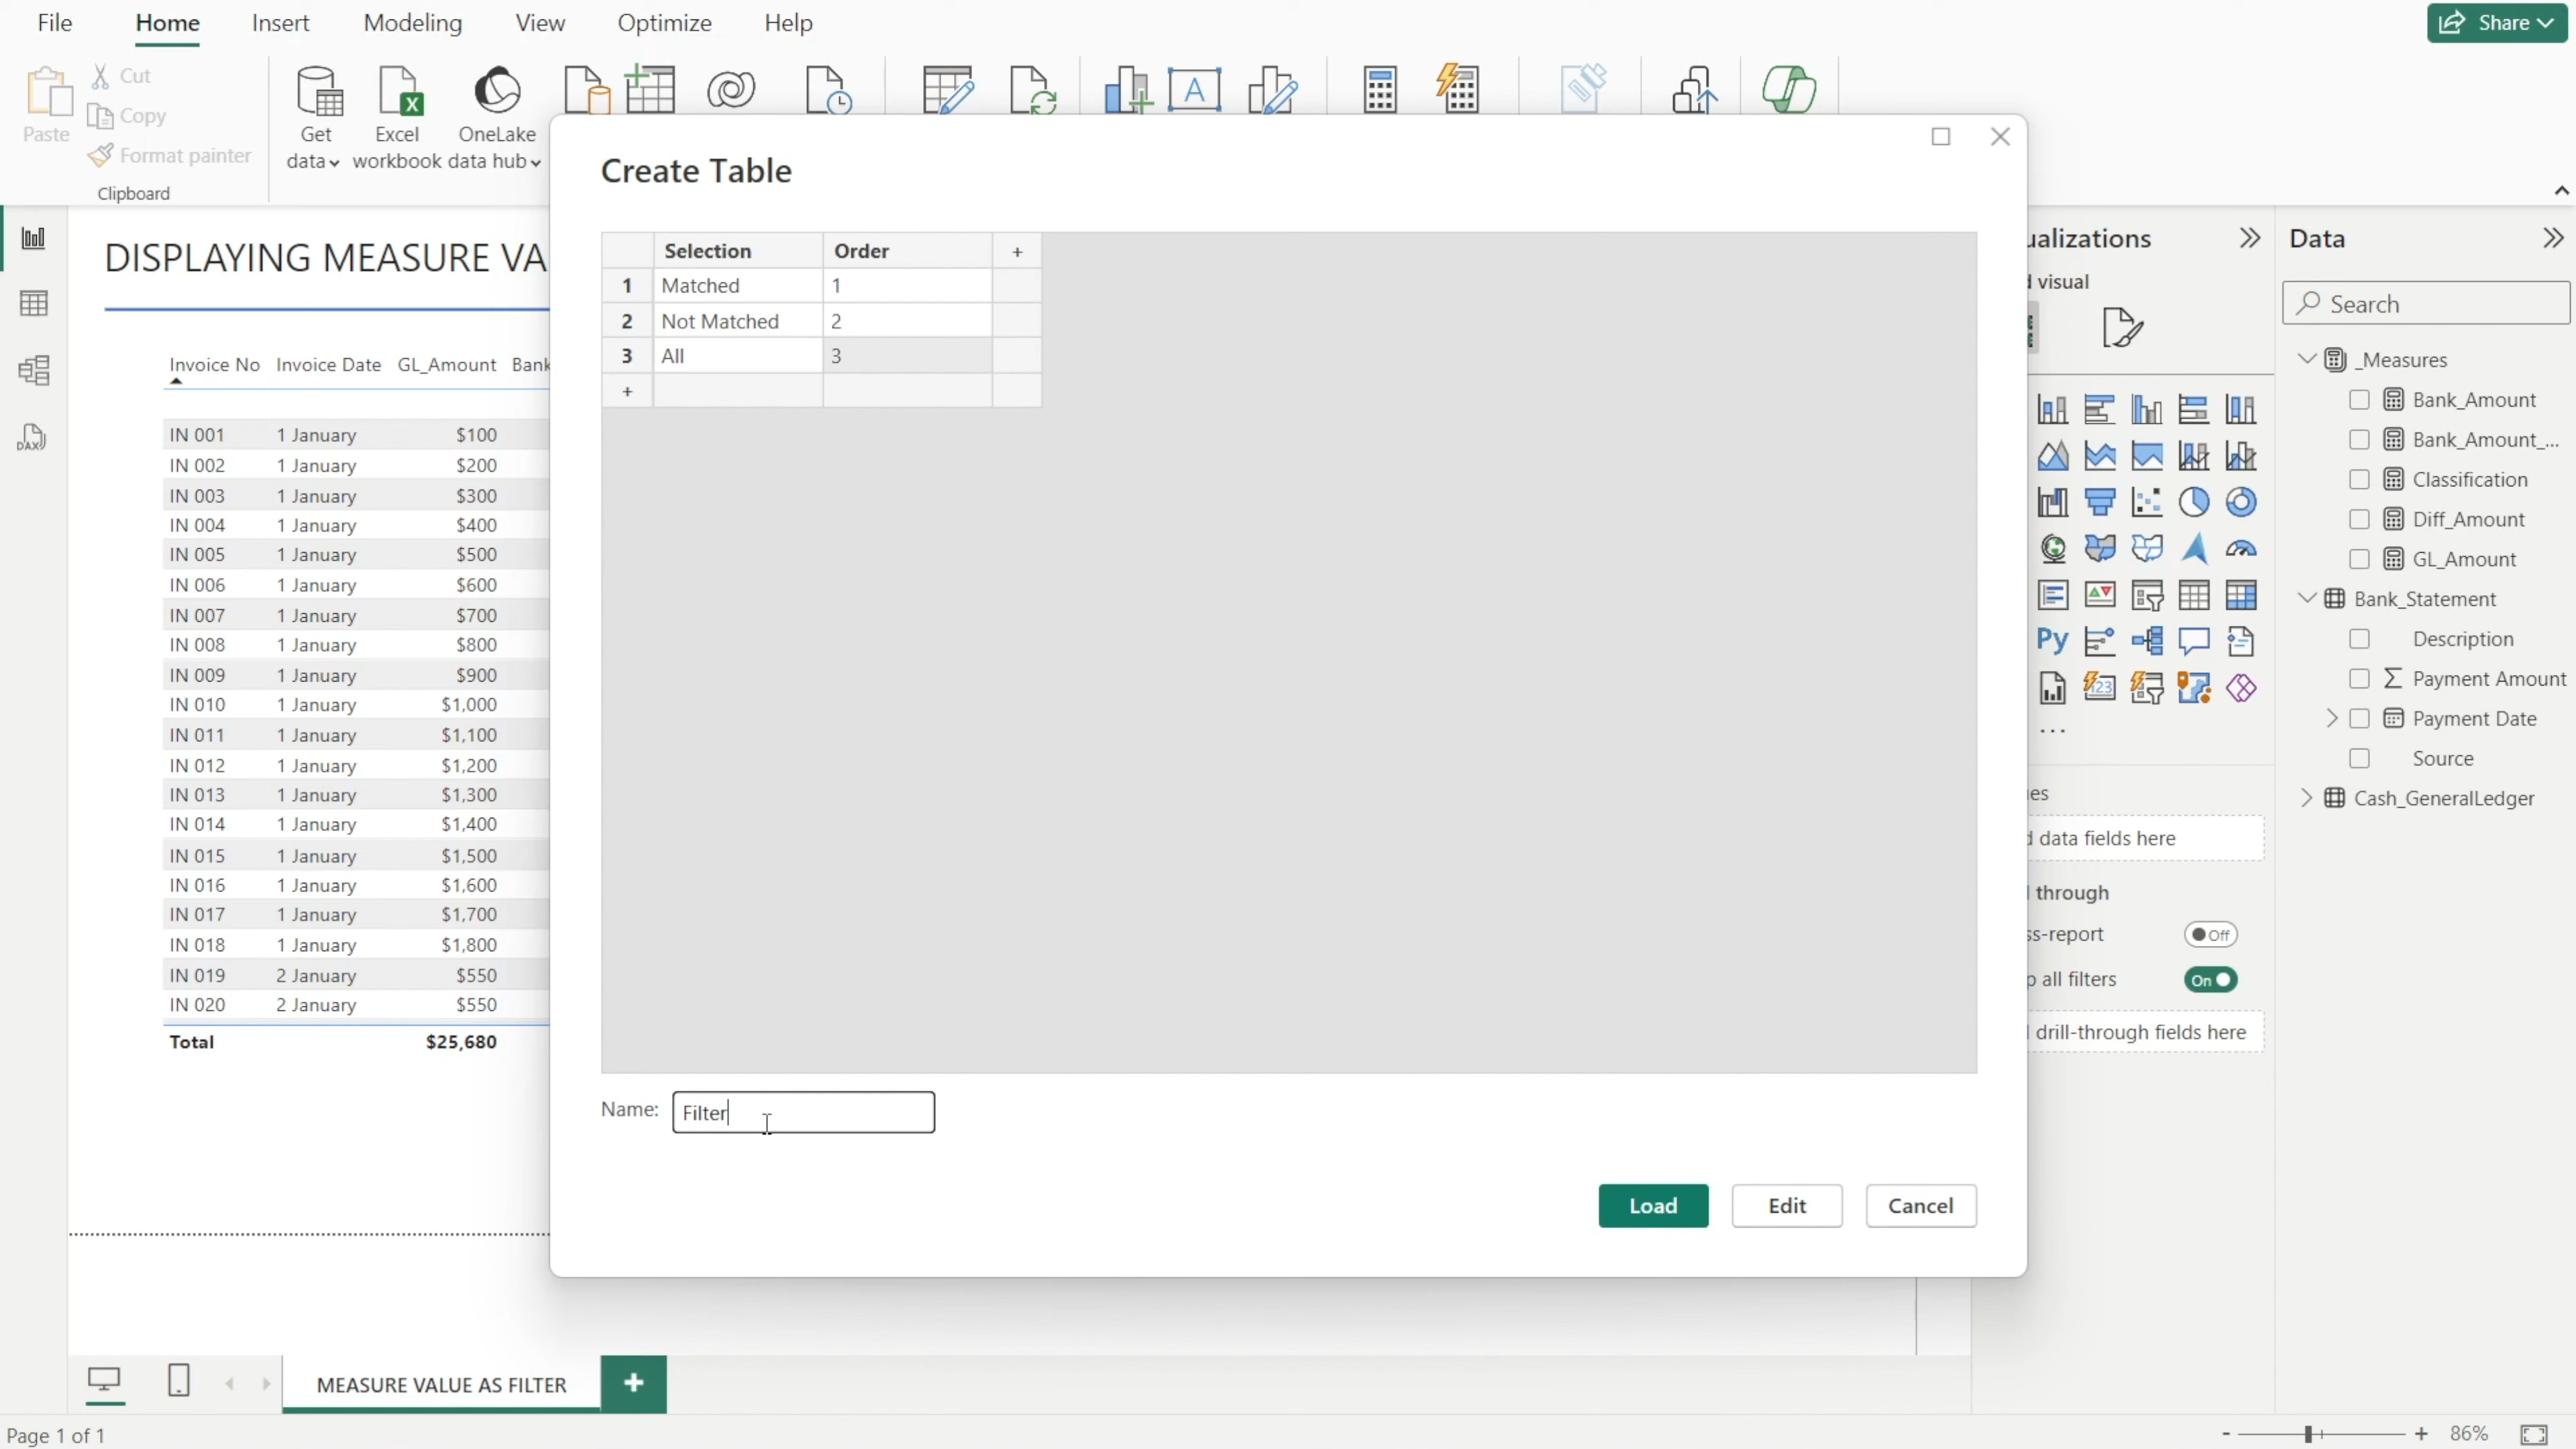 File Home Insert Modeling View Optimize Help
Share
Paste
Cut
Copy
Format painter
Clipboard
Get data
Excel workbook
OneLake data hub
A
DISPLAYING MEASURE VA
Invoice No Invoice Date GL_Amount Bank
IN 001 1 January $100
IN 002 1 January $200
IN 003 1 January $300
IN 004 1 January $400
IN 005 1 January $500
IN 006 1 January $600
IN 007 1 January $700
IN 008 1 January $800
IN 009 1 January $900
IN 010 1 January $1,000
IN 011 1 January $1,100
IN 012 1 January $1,200
IN 013 1 January $1,300
IN 014 1 January $1,400
IN 015 1 January $1,500
IN 016 1 January $1,600
IN 017 1 January $1,700
IN 018 1 January $1,800
IN 019 2 January $550
IN 020 2 January $550
Total $25,680
DAX
Create Table
Selection Order +
1 Matched 1
2 Not Matched 2
3 All 3
+
Name: Filter
Load Edit Cancel
ualizations
d visual
Py
123
...
es
d data fields here
l through
ss-report Off
p all filters On
l drill-through fields here
Data
Search
_Measures
Bank_Amount
Bank_Amount_...
Classification
Diff_Amount
GL_Amount
Bank_Statement
Description
Payment Amount
Payment Date
Source
Cash_GeneralLedger
MEASURE VALUE AS FILTER +
Page 1 of 1
- + 86%